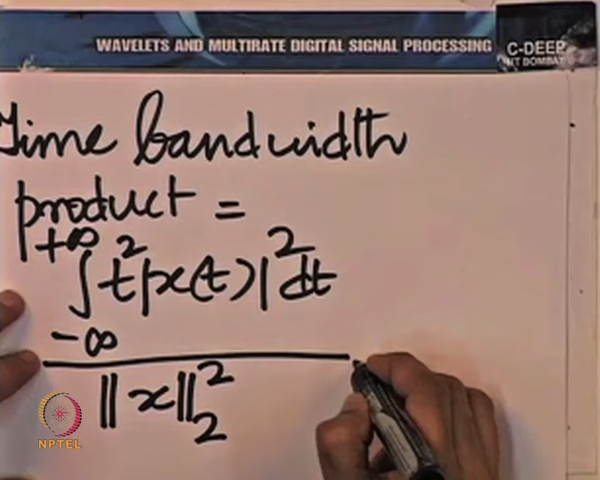 WAVELETS AND MULTIRATE DIGITAL SIGNAL PROCESSING
C-DEEP
IIT BOMBAY
Time bandwidth
product =
+∞
∫ t² |x(t)|² dt
-∞
||x||₂²
NPTEL